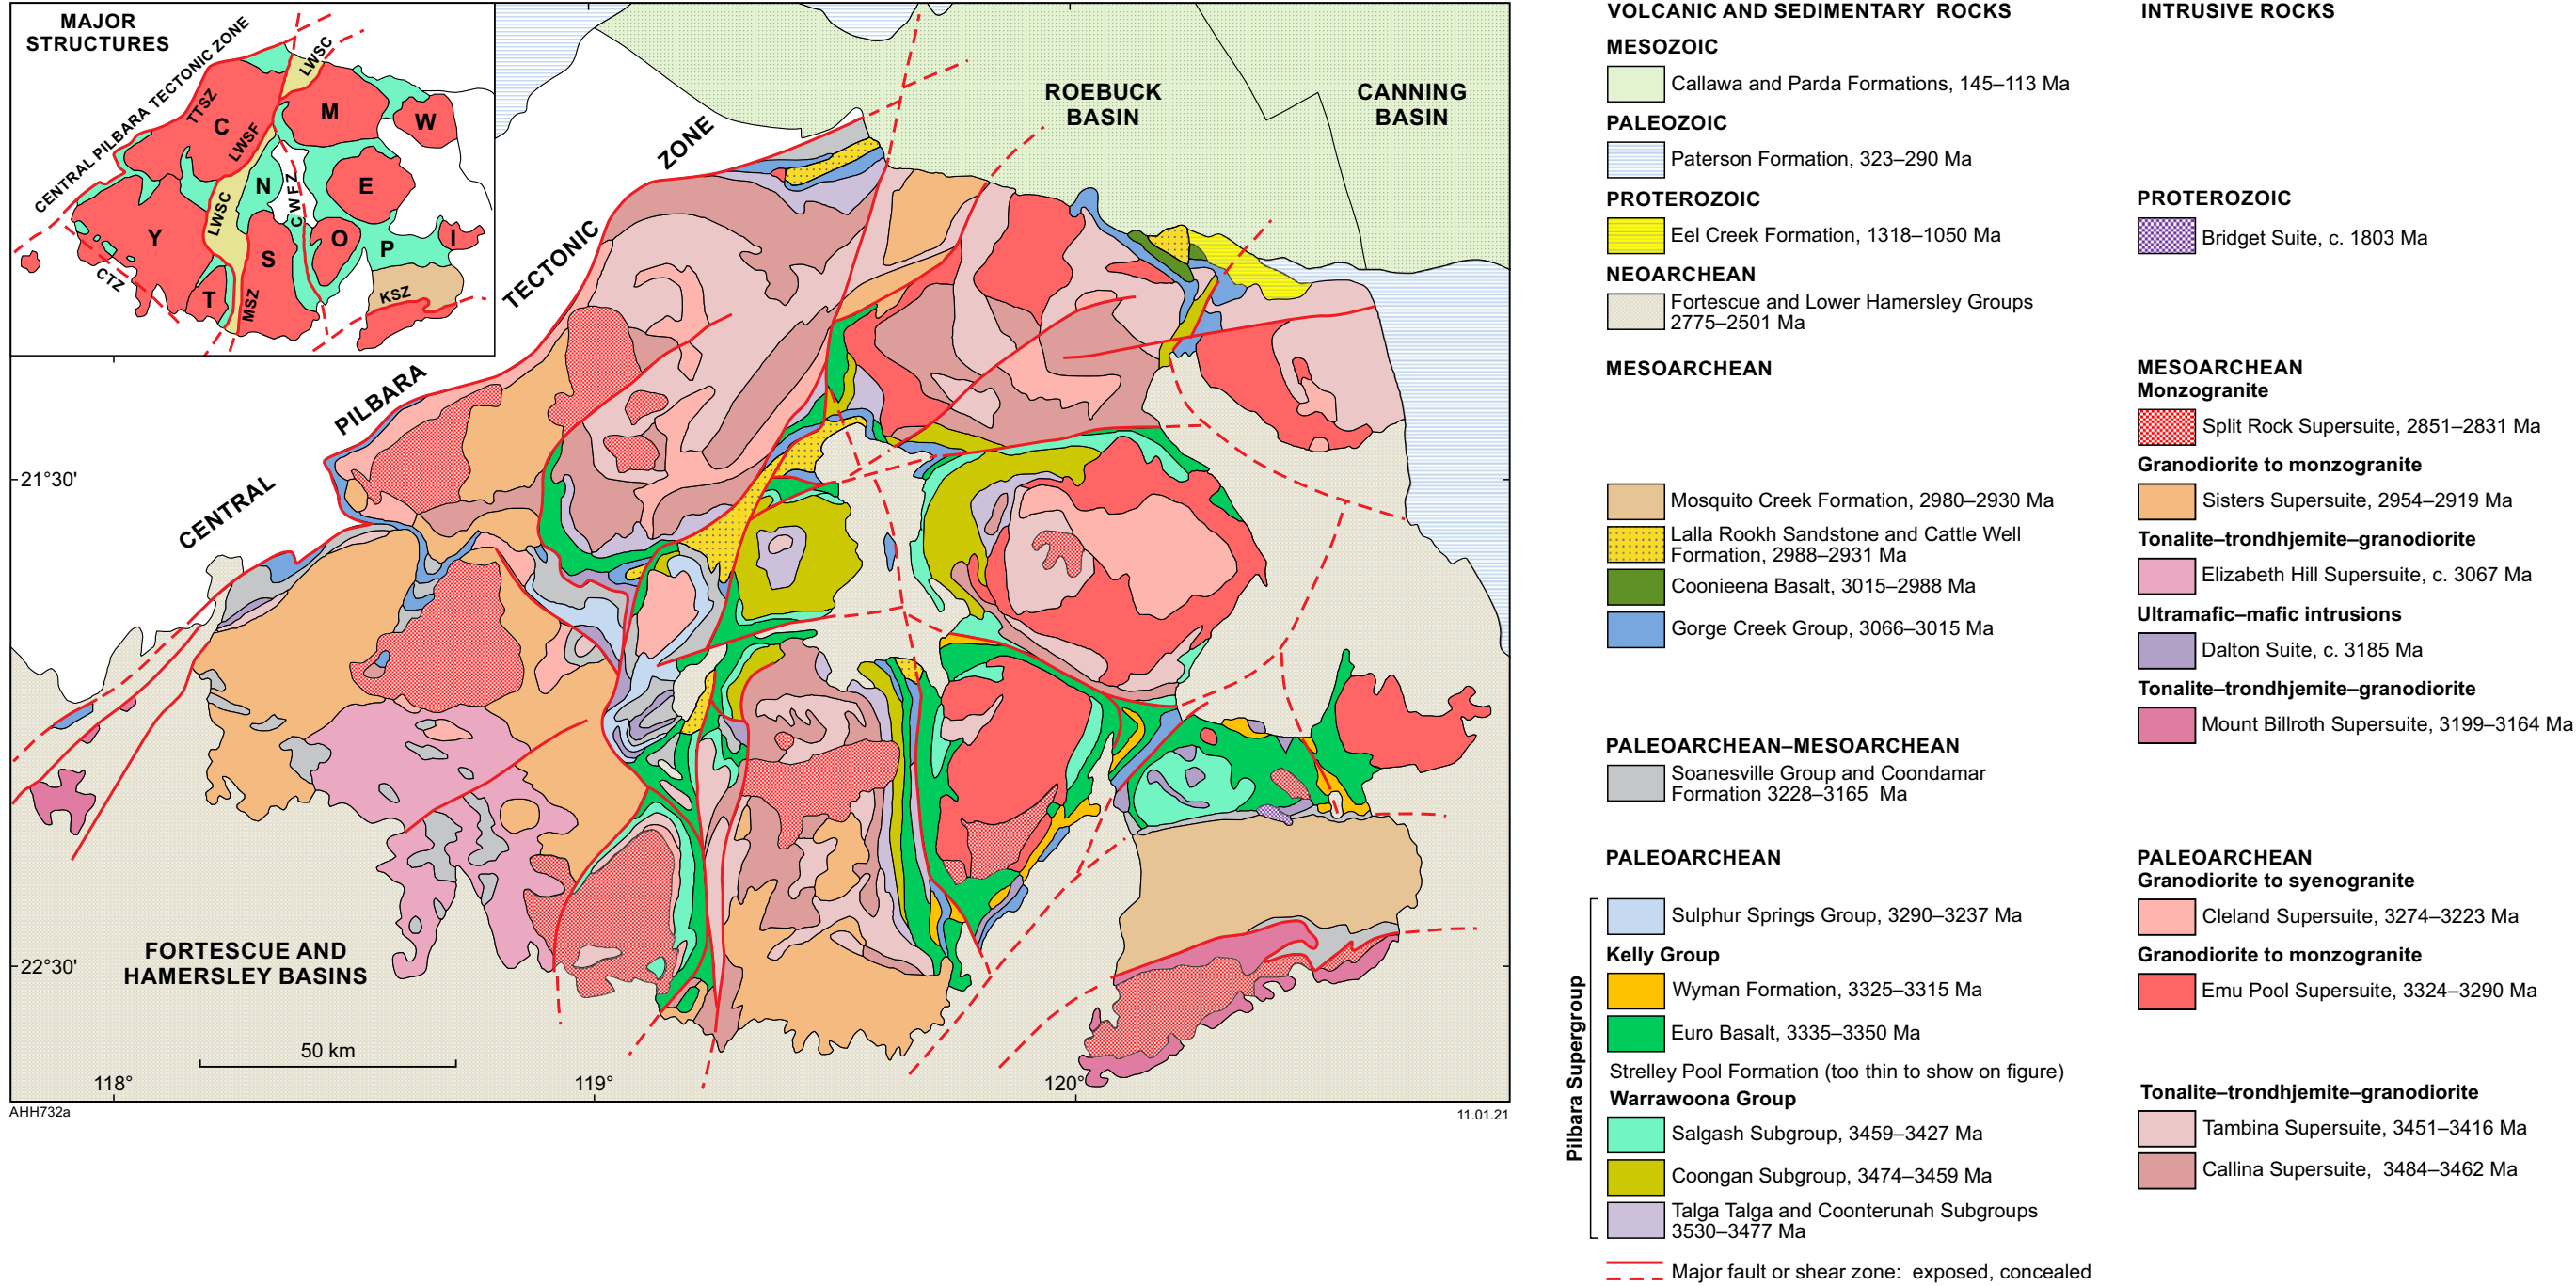 MAJOR
STRUCTURES
CENTRAL PILBARA TECTONIC ZONE
LWSC
TTSZ
C
M
W
LWSF
N
CWFZ
E
LWSC
Y
S
O
P
I
CTZ
T
MSZ
KSZ
ROEBUCK
BASIN
CANNING
BASIN
ZONE
TECTONIC
PILBARA
CENTRAL
21°30'
22°30'
FORTESCUE AND
HAMERSLEY BASINS
50 km
118°
119°
120°
AHH732a
11.01.21
VOLCANIC AND SEDIMENTARY ROCKS
MESOZOIC
Callawa and Parda Formations, 145–113 Ma
PALEOZOIC
Paterson Formation, 323–290 Ma
PROTEROZOIC
Eel Creek Formation, 1318–1050 Ma
NEOARCHEAN
Fortescue and Lower Hamersley Groups
2775–2501 Ma
MESOARCHEAN
Mosquito Creek Formation, 2980–2930 Ma
Lalla Rookh Sandstone and Cattle Well
Formation, 2988–2931 Ma
Coonieena Basalt, 3015–2988 Ma
Gorge Creek Group, 3066–3015 Ma
PALEOARCHEAN–MESOARCHEAN
Soanesville Group and Coondamar
Formation 3228–3165 Ma
PALEOARCHEAN
Pilbara Supergroup
Sulphur Springs Group, 3290–3237 Ma
Kelly Group
Wyman Formation, 3325–3315 Ma
Euro Basalt, 3335–3350 Ma
Strelley Pool Formation (too thin to show on figure)
Warrawoona Group
Salgash Subgroup, 3459–3427 Ma
Coongan Subgroup, 3474–3459 Ma
Talga Talga and Coonterunah Subgroups
3530–3477 Ma
Major fault or shear zone: exposed, concealed
INTRUSIVE ROCKS
PROTEROZOIC
Bridget Suite, c. 1803 Ma
MESOARCHEAN
Monzogranite
Split Rock Supersuite, 2851–2831 Ma
Granodiorite to monzogranite
Sisters Supersuite, 2954–2919 Ma
Tonalite–trondhjemite–granodiorite
Elizabeth Hill Supersuite, c. 3067 Ma
Ultramafic–mafic intrusions
Dalton Suite, c. 3185 Ma
Tonalite–trondhjemite–granodiorite
Mount Billroth Supersuite, 3199–3164 Ma
PALEOARCHEAN
Granodiorite to syenogranite
Cleland Supersuite, 3274–3223 Ma
Granodiorite to monzogranite
Emu Pool Supersuite, 3324–3290 Ma
Tonalite–trondhjemite–granodiorite
Tambina Supersuite, 3451–3416 Ma
Callina Supersuite, 3484–3462 Ma